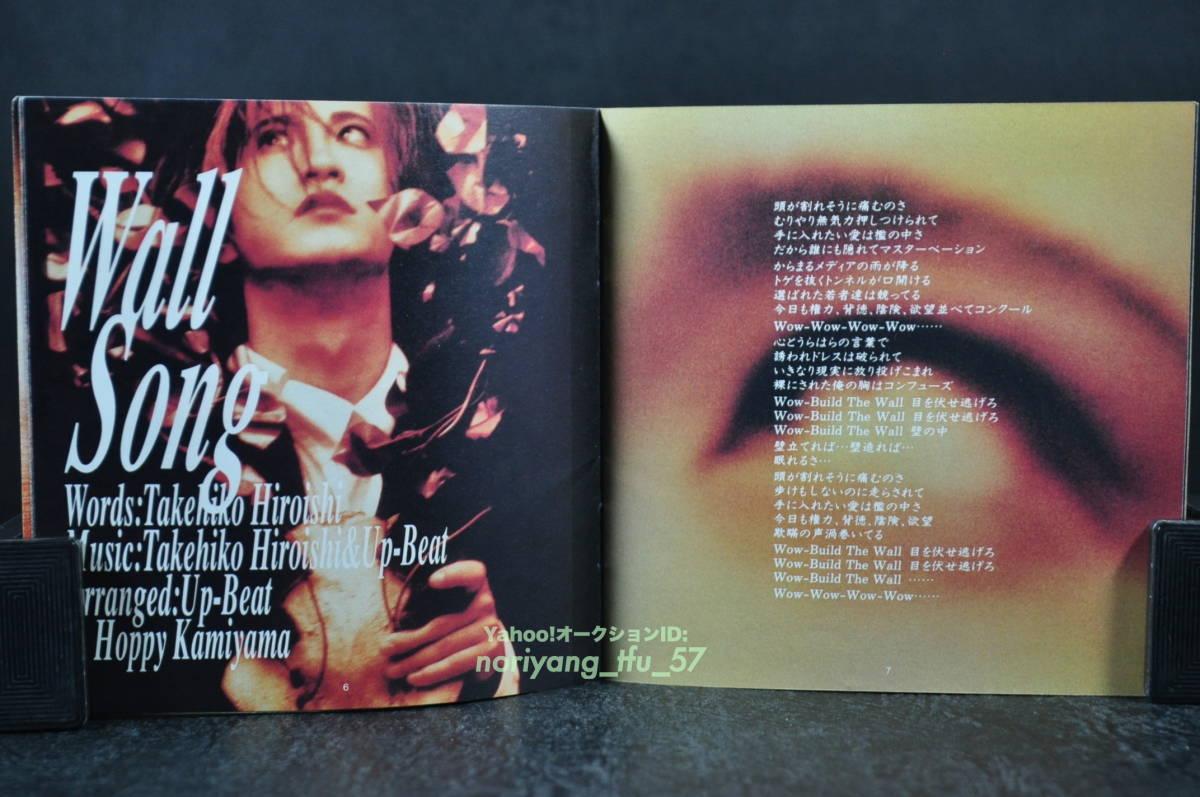 Wall
Song
Words:Takehiko Hiroishi
Music:Takehiko Hiroishi&Up-Beat
rranged:Up-Beat
Hoppy Kamiyama
6
頭が割れそうに痛むのさ
むりやり無気力押しつけられて
手に入れたい愛は檻の中さ
だから誰にも隠れてマスターベーション
からまるメディアの雨が降る
トゲを抜くトンネルが口開ける
選ばれた若者達は競ってる
今日も権力、背徳、陰険、欲望並べてコンクール
Wow-Wow-Wow-Wow……
心とうらはらの言葉で
誘われドレスは破られて
いきなり現実に放り投げこまれ
裸にされた俺の胸はコンフューズ
Wow-Build The Wall 目を伏せ逃げろ
Wow-Build The Wall 目を伏せ逃げろ
Wow-Build The Wall 壁の中
壁立てれば…壁造れば…
眠れるさ…
頭が割れそうに痛むのさ
歩けもしないのに走らされて
手に入れたい愛は檻の中さ
今日も権力、背徳、陰険、欲望
欺瞞の声渦巻いてる
Wow-Build The Wall 目を伏せ逃げろ
Wow-Build The Wall 目を伏せ逃げろ
Wow-Build The Wall ……
Wow-Wow-Wow-Wow……
7
Yahoo!オークションID:
noriyang_tfu_57